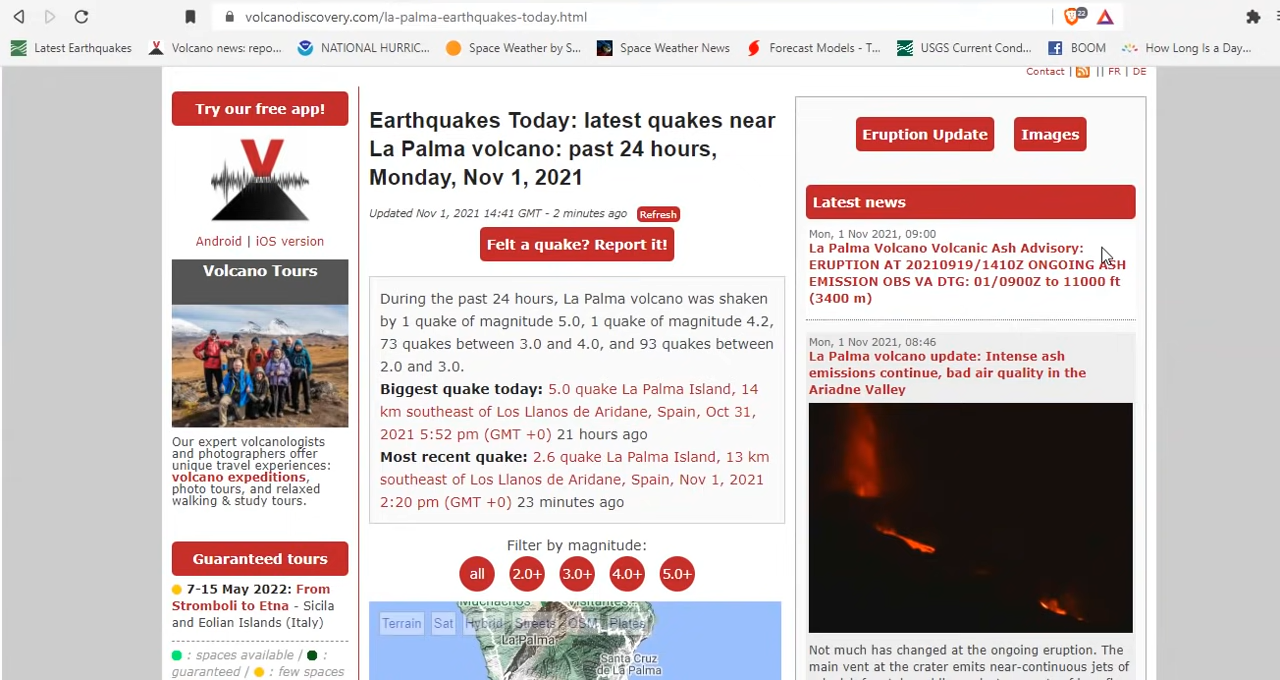 volcanodiscovery.com/la-palma-earthquakes-today.html
22
Latest Earthquakes
Volcano news: repo...
NATIONAL HURRIC...
Space Weather by S...
Space Weather News
Forecast Models - T...
USGS Current Cond...
BOOM
How Long Is a Day...
Contact | || FR | DE
Try our free app!
V
Android | iOS version
Volcano Tours
Our expert volcanologists
and photographers offer
unique travel experiences:
volcano expeditions,
photo tours, and relaxed
walking & study tours.
Guaranteed tours
7-15 May 2022: From
Stromboli to Etna - Sicila
and Eolian Islands (Italy)
: spaces available / :
guaranteed / : few spaces
Earthquakes Today: latest quakes near
La Palma volcano: past 24 hours,
Monday, Nov 1, 2021
Updated Nov 1, 2021 14:41 GMT - 2 minutes ago Refresh
Felt a quake? Report it!
During the past 24 hours, La Palma volcano was shaken
by 1 quake of magnitude 5.0, 1 quake of magnitude 4.2,
73 quakes between 3.0 and 4.0, and 93 quakes between
2.0 and 3.0.
Biggest quake today: 5.0 quake La Palma Island, 14
km southeast of Los Llanos de Aridane, Spain, Oct 31,
2021 5:52 pm (GMT +0) 21 hours ago
Most recent quake: 2.6 quake La Palma Island, 13 km
southeast of Los Llanos de Aridane, Spain, Nov 1, 2021
2:20 pm (GMT +0) 23 minutes ago
Filter by magnitude:
all 2.0+ 3.0+ 4.0+ 5.0+
Terrain Sat Hybrid Streets OSM Plates
La Palma
Santa Cruz
de La Palma
Eruption Update Images
Latest news
Mon, 1 Nov 2021, 09:00
La Palma Volcano Volcanic Ash Advisory:
ERUPTION AT 20210919/1410Z ONGOING ASH
EMISSION OBS VA DTG: 01/0900Z to 11000 ft
(3400 m)
Mon, 1 Nov 2021, 08:46
La Palma volcano update: Intense ash
emissions continue, bad air quality in the
Ariadne Valley
Not much has changed at the ongoing eruption. The
main vent at the crater emits near-continuous jets of